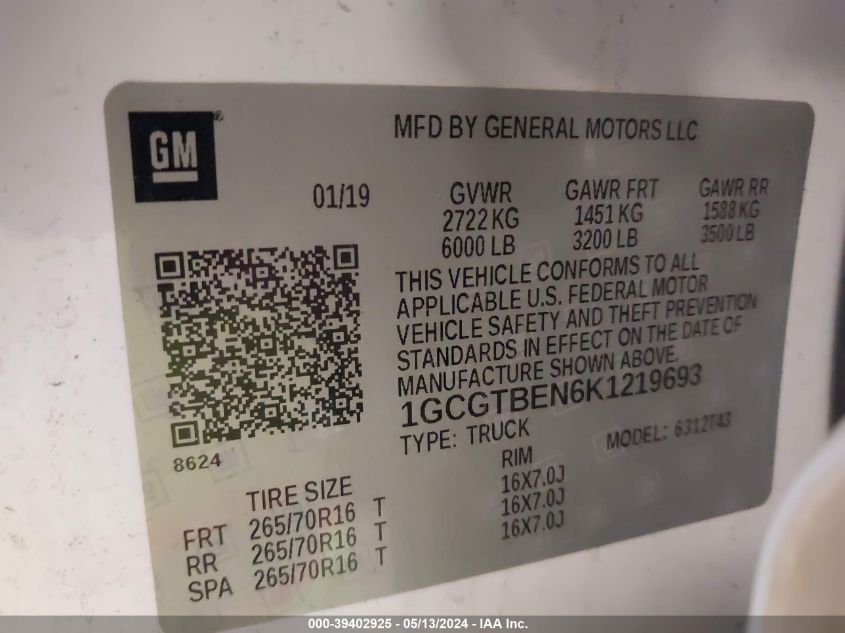 GM®
MFD BY GENERAL MOTORS LLC
01/19 GVWR GAWR FRT GAWR RR
2722 KG 1451 KG 1588 KG
6000 LB 3200 LB 3500 LB
THIS VEHICLE CONFORMS TO ALL
APPLICABLE U.S. FEDERAL MOTOR
VEHICLE SAFETY AND THEFT PREVENTION
STANDARDS IN EFFECT ON THE DATE OF
MANUFACTURE SHOWN ABOVE.
1GCGTBEN6K1219693
8624
TYPE: TRUCK MODEL: 6312T43
TIRE SIZE RIM
FRT 265/70R16 T 16X7.0J
RR 265/70R16 T 16X7.0J
SPA 265/70R16 T 16X7.0J
000-39402925 - 05/13/2024 - IAA Inc.